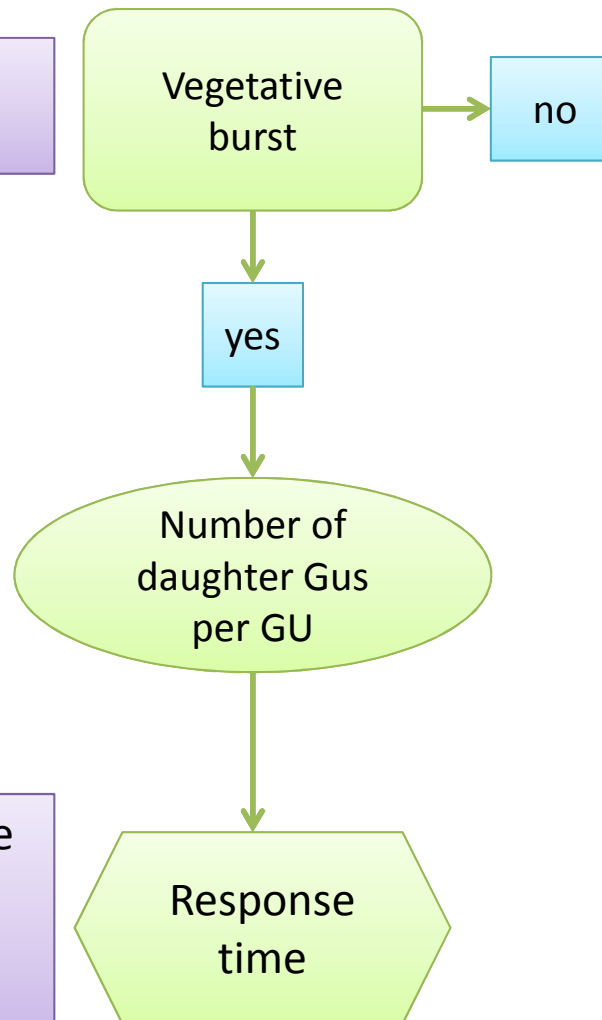 Vegetative
burst
no
yes
Number of
daughter Gus
per GU
e
Response
time